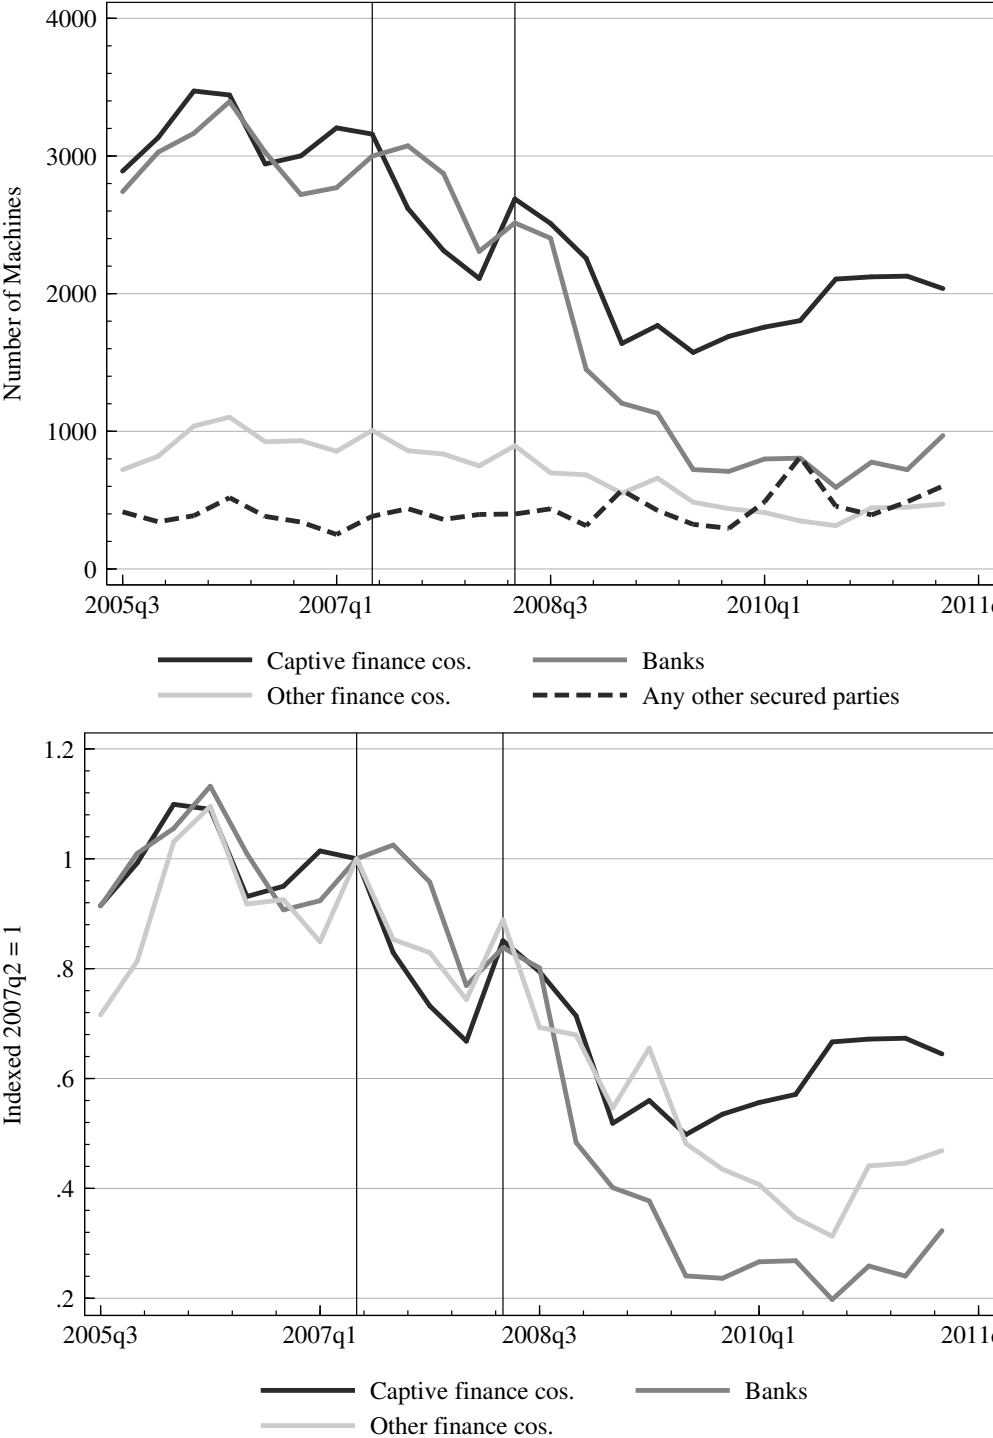 4000
3000
2000
1000
0
Number of Machines
2005q3 2007q1 2008q3 2010q1 2011
Captive finance cos. Banks
Other finance cos. Any other secured parties
1.2
1
.8
.6
.4
.2
Indexed 2007q2 = 1
2005q3 2007q1 2008q3 2010q1 2011
Captive finance cos. Banks
Other finance cos.